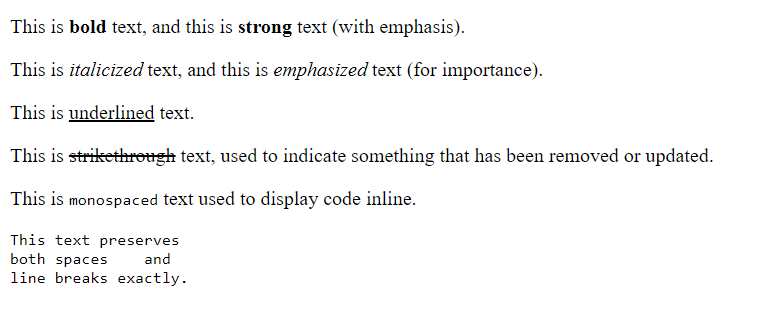 This is bold text, and this is strong text (with emphasis).
This is italicized text, and this is emphasized text (for importance).
This is underlined text.
This is strikethrough text, used to indicate something that has been removed or updated.
This is monospaced text used to display code inline.
This text preserves
both spaces    and
line breaks exactly.